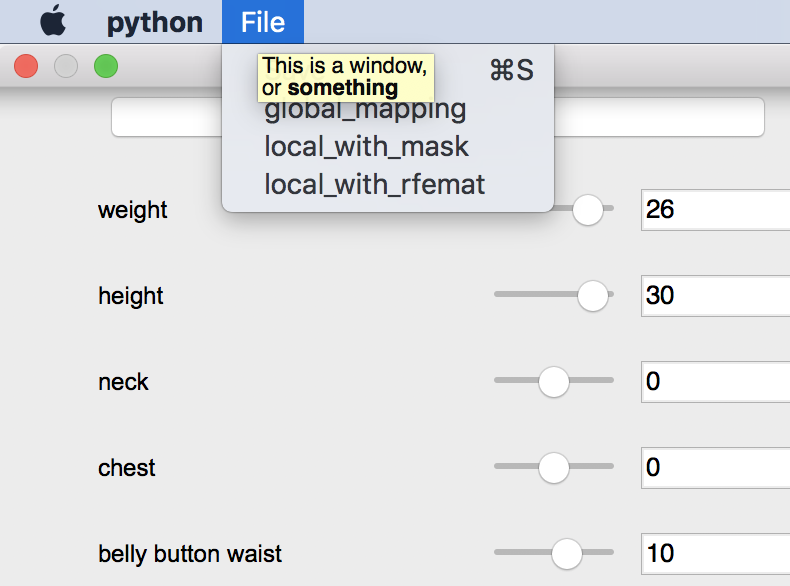 python File
This is a window,
or something
⌘S
global_mapping
local_with_mask
local_with_rfemat
weight 26
height 30
neck 0
chest 0
belly button waist 10